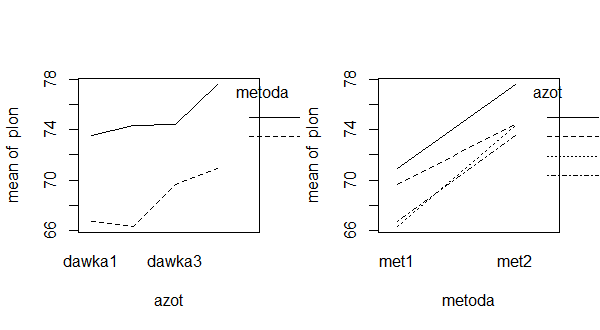 mean of plon
78
74
70
66
metoda
dawka1
dawka3
azot
mean of plon
78
74
70
66
azot
met1
met2
metoda